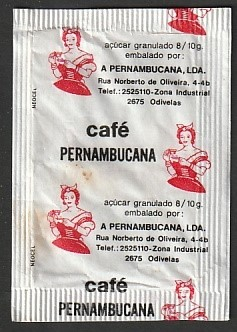 açúcar granulado 8/10g.
embalado por:
A PERNAMBUCANA, LDA.
Rua Norberto de Oliveira, 4-4b
Telef.: 2525110-Zona Industrial
2675 Odivelas
NEOCEL
café
PERNAMBUCANA
açúcar granulado 8/10g.
embalado por:
A PERNAMBUCANA, LDA.
Rua Norberto de Oliveira, 4-4b
Telef.: 2525110-Zona Industrial
2675 Odivelas
NEOCEL
café
PERNAMBUCANA